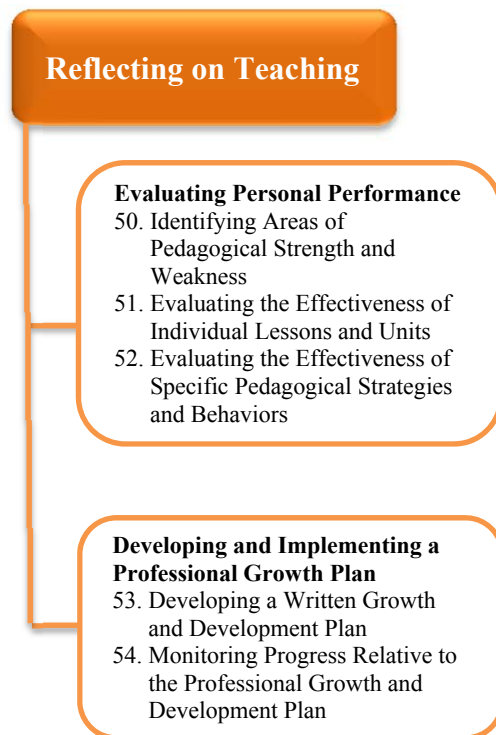 Reflecting on Teaching
Evaluating Personal Performance
50. Identifying Areas of
Pedagogical Strength and
Weakness
51. Evaluating the Effectiveness of
Individual Lessons and Units
52. Evaluating the Effectiveness of
Specific Pedagogical Strategies
and Behaviors
Developing and Implementing a
Professional Growth Plan
53. Developing a Written Growth
and Development Plan
54. Monitoring Progress Relative to
the Professional Growth and
Development Plan